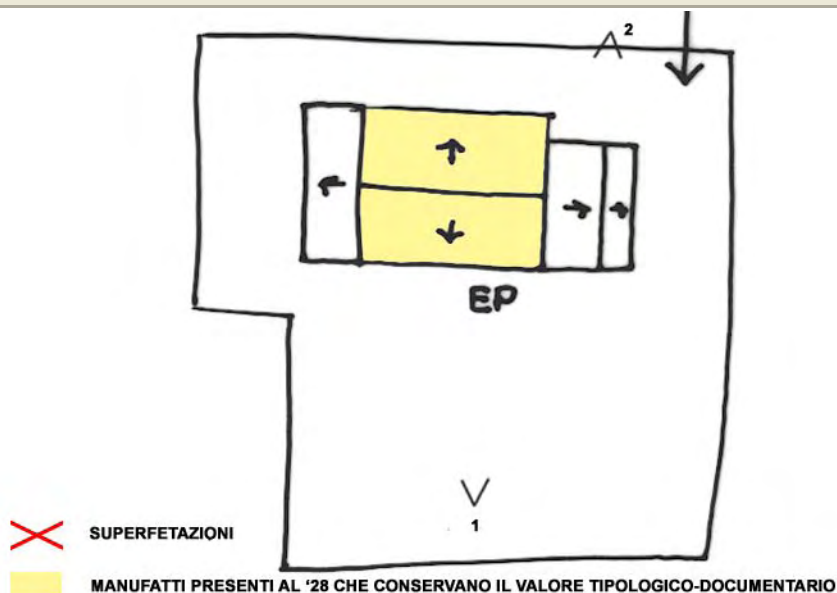 2
EP
1
SUPERFETAZIONI
MANUFATTI PRESENTI AL '28 CHE CONSERVANO IL VALORE TIPOLOGICO-DOCUMENTARIO